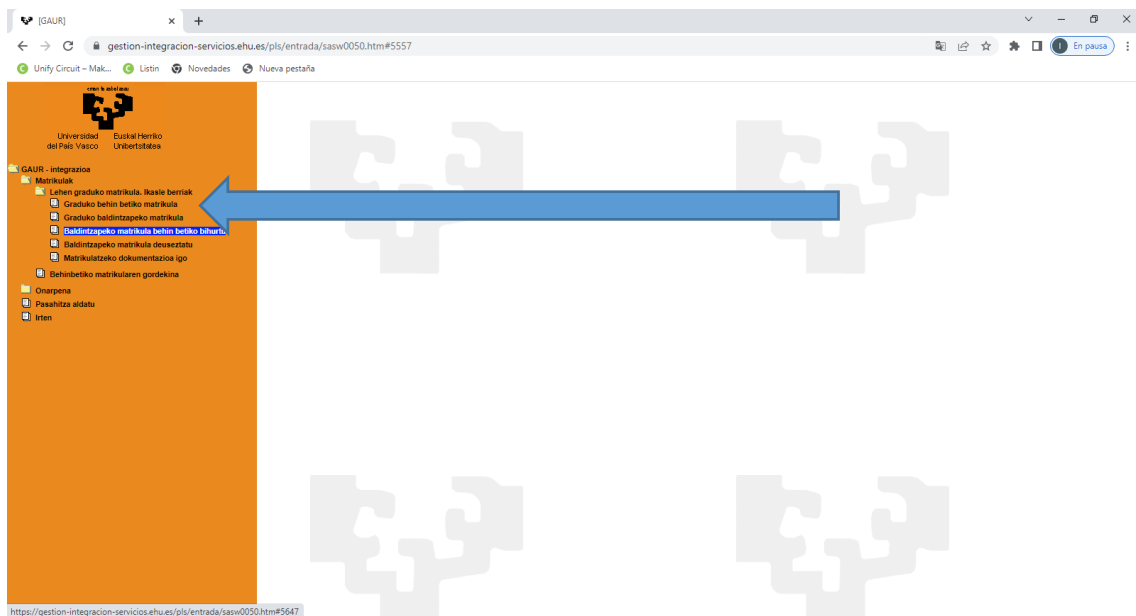 [GAUR]
gestion-integracion-servicios.ehu.es/pls/entrada/sasw0050.htm#5557
En pausa
Unify Circuit – Mak... Listin Novedades Nueva pestaña
Universidad Euskal Herriko
del País Vasco Unibertsitatea
GAUR - integrazioa
Matrikulak
Lehen graduko matrikula. Ikasle berriak
Graduko behin betiko matrikula
Graduko baldintzapeko matrikula
Baldintzapeko matrikula behin betiko bihurtu
Baldintzapeko matrikula deuseztatu
Matrikulatzeko dokumentazioa igo
Behinbetiko matrikularen gordekina
Onarpena
Pasahitza aldatu
Irten
https://gestion-integracion-servicios.ehu.es/pls/entrada/sasw0050.htm#5647